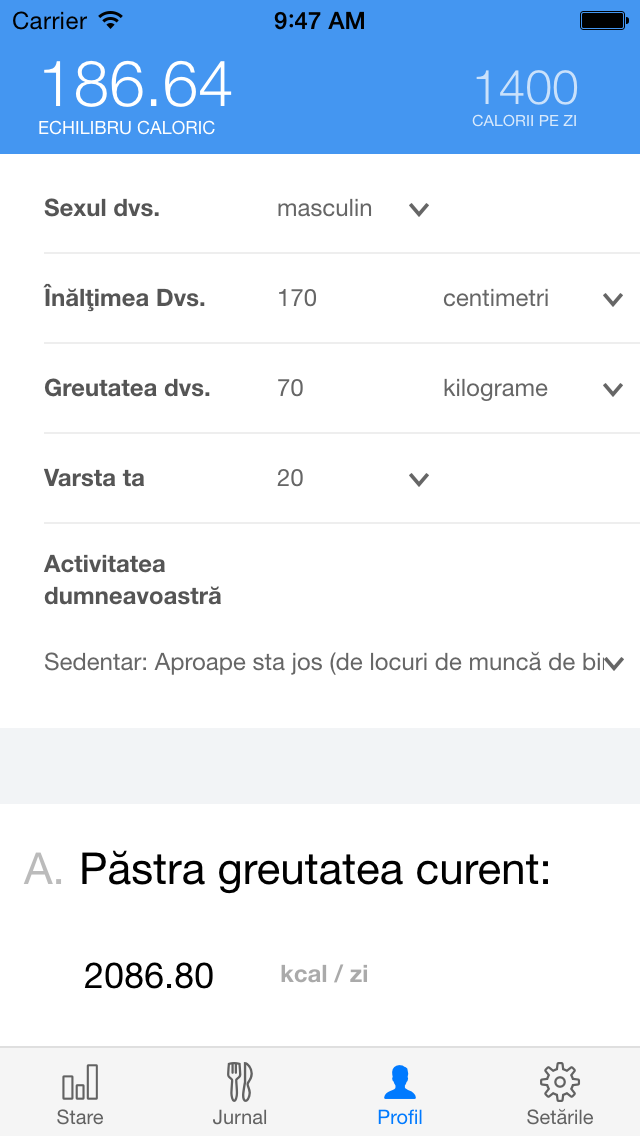 Carrier 9:47 AM
186.64 1400
ECHILIBRU CALORIC CALORII PE ZI
Sexul dvs. masculin
Înălţimea Dvs. 170 centimetri
Greutatea dvs. 70 kilograme
Varsta ta 20
Activitatea
dumneavoastră
Sedentar: Aproape sta jos (de locuri de muncă de bir
A. Păstra greutatea curent:
2086.80 kcal / zi
Stare Jurnal Profil Setările